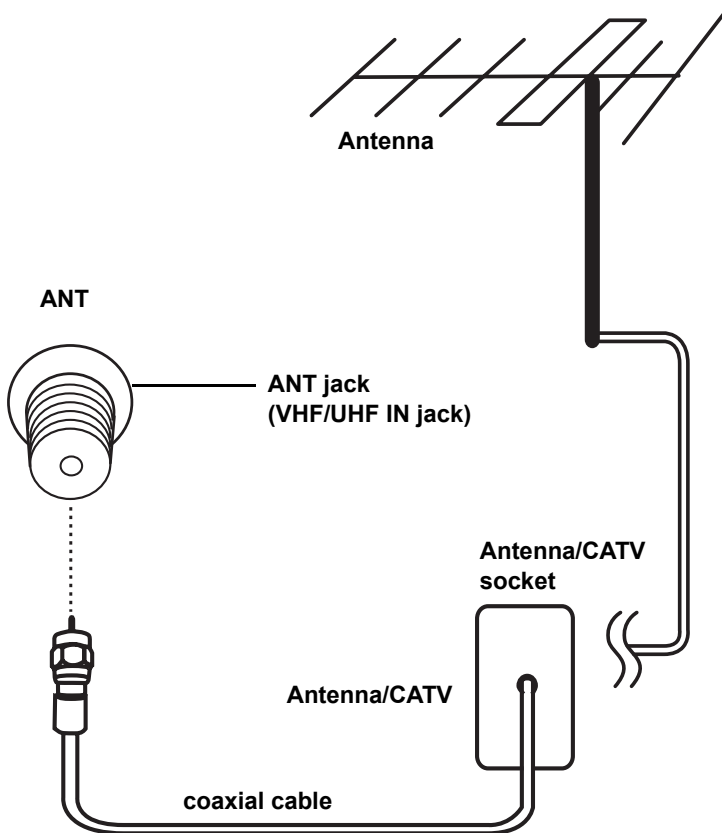 Antenna
ANT
ANT jack
(VHF/UHF IN jack)
Antenna/CATV
socket
Antenna/CATV
coaxial cable